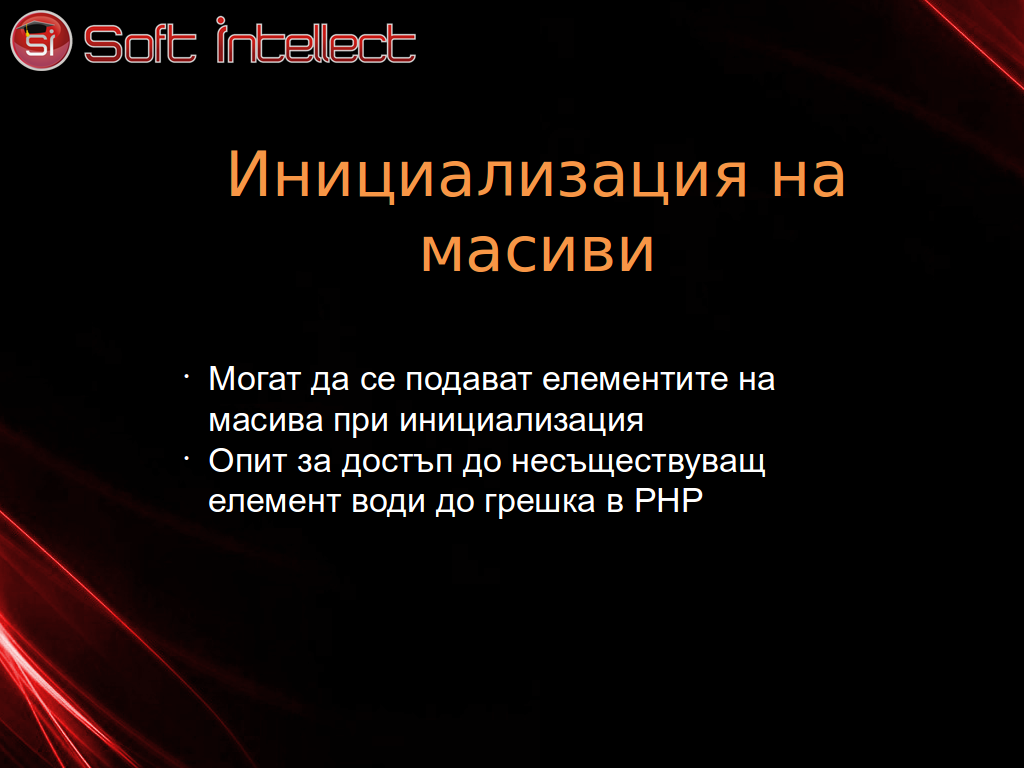 Si Soft Intellect
Инициализация на
масиви
· Могат да се подават елементите на
масива при инициализация
· Опит за достъп до несъществуващ
елемент води до грешка в PHP